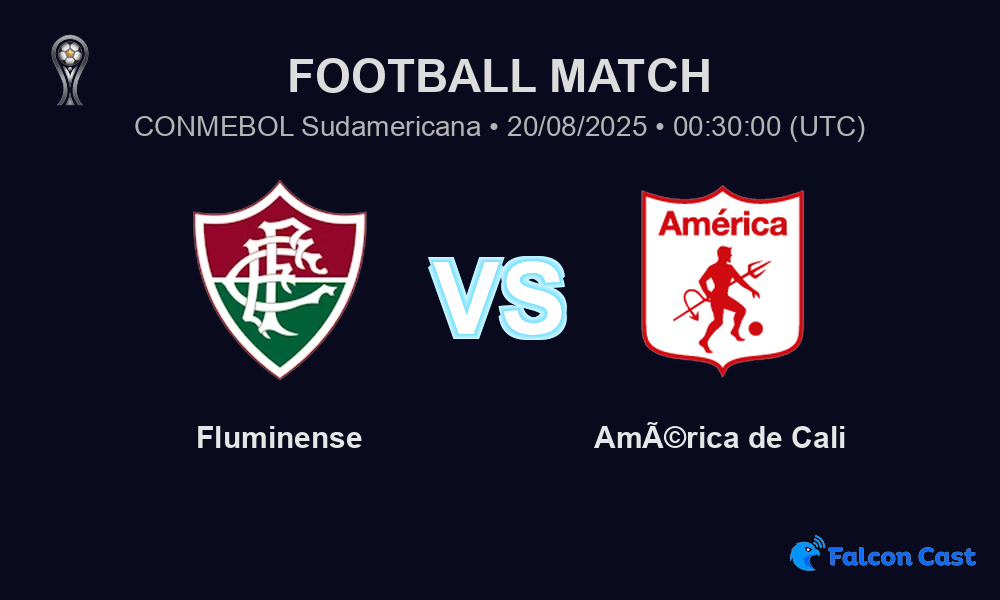 FOOTBALL MATCH
CONMEBOL Sudamericana • 20/08/2025 • 00:30:00 (UTC)
FFC
América
VS
Fluminense
AmÃ©rica de Cali
Falcon Cast